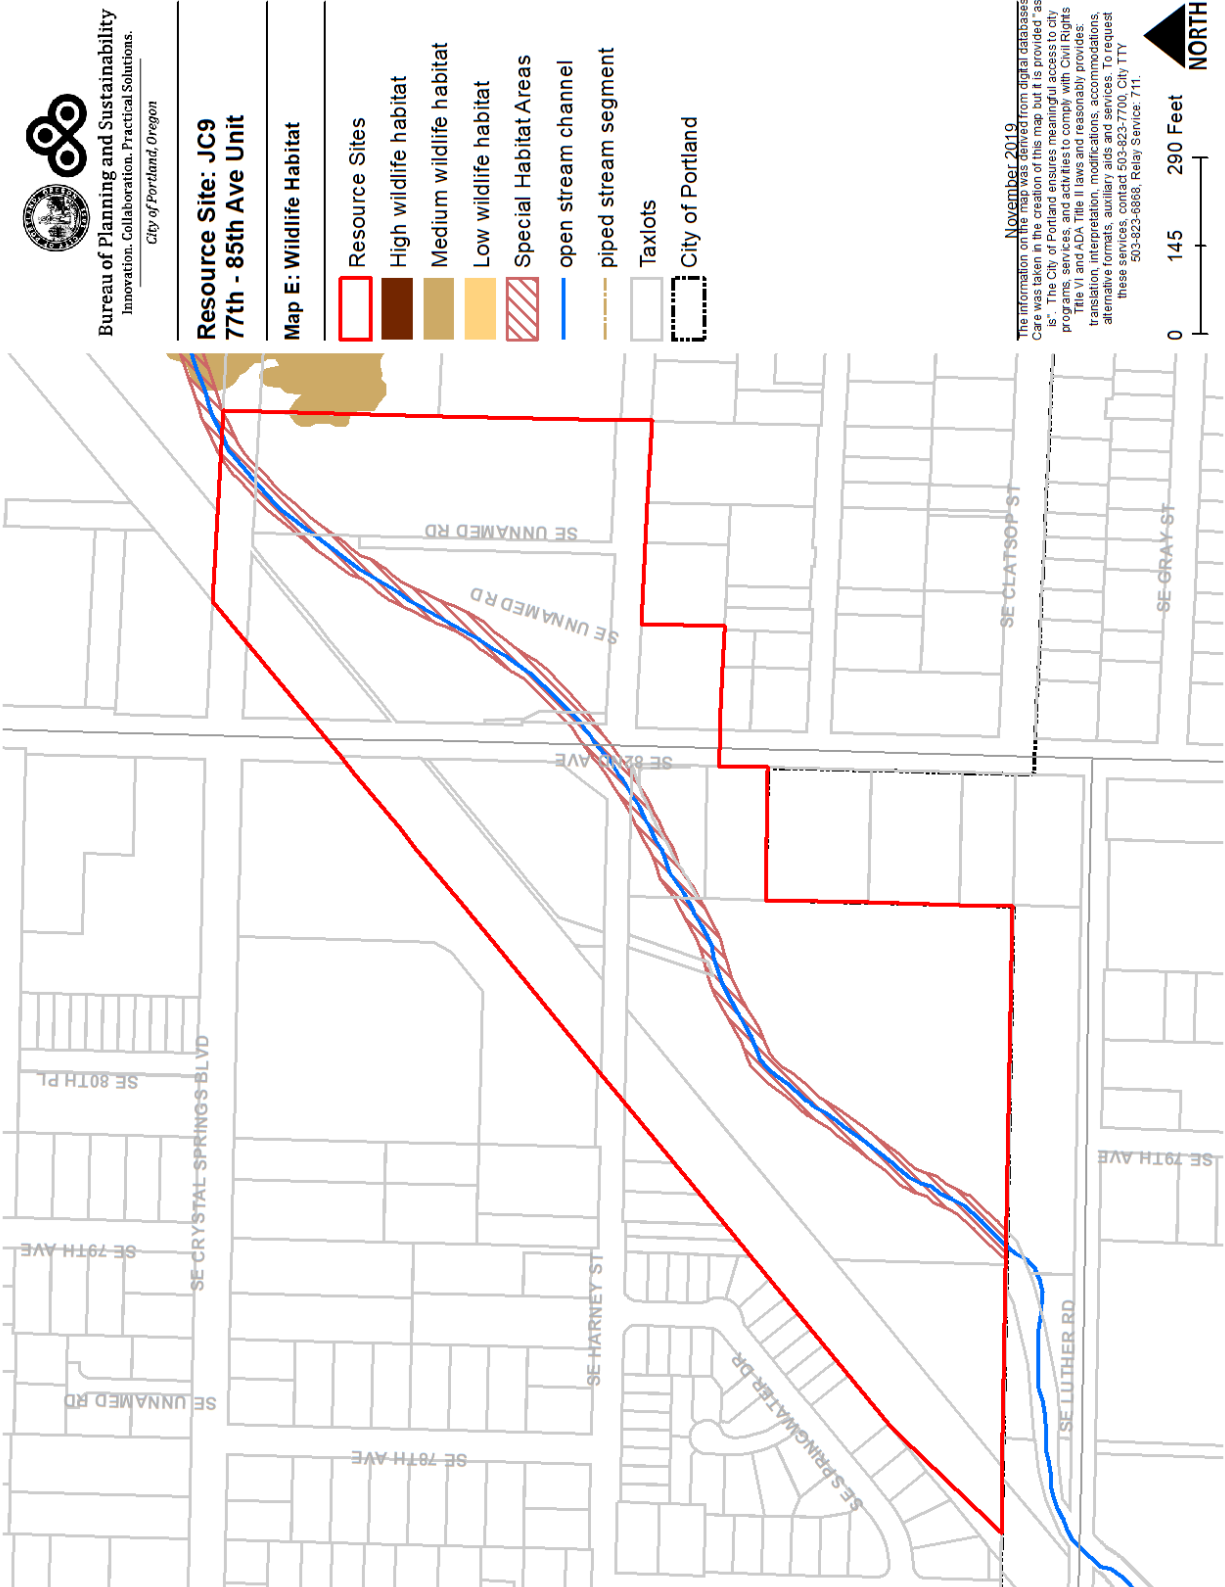 Bureau of Planning and Sustainability
Innovation. Collaboration. Practical Solutions.
City of Portland, Oregon
Resource Site: JC9
77th - 85th Ave Unit
Map E: Wildlife Habitat
Resource Sites
High wildlife habitat
Medium wildlife habitat
Low wildlife habitat
Special Habitat Areas
open stream channel
piped stream segment
Taxlots
City of Portland
November 2019
The information on the map was derived from digital databases
Care was taken in the creation of this map but it is provided "as
is". The City of Portland ensures meaningful access to city
programs, services, and activities to comply with Civil Rights
Title VI and ADA Title II laws and reasonably provides:
translation, interpretation, modifications, accommodations,
alternative formats, auxiliary aids and services. To request
these services, contact 503-823-7700, City TTY
503-823-6868, Relay Service: 711.
0 145 290 Feet
NORTH
SE UNNAMED RD
SE UNNAMED RD
SE CLATSOP ST
SE GRAY ST
SE 82ND AVE
SE 80TH PL
SE CRYSTAL SPRINGS BLVD
SE 79TH AVE
SE 79TH AVE
SE HARNEY ST
SE UNNAMED RD
SE 78TH AVE
SE SPRINGWATER DR
SE LUTHER RD